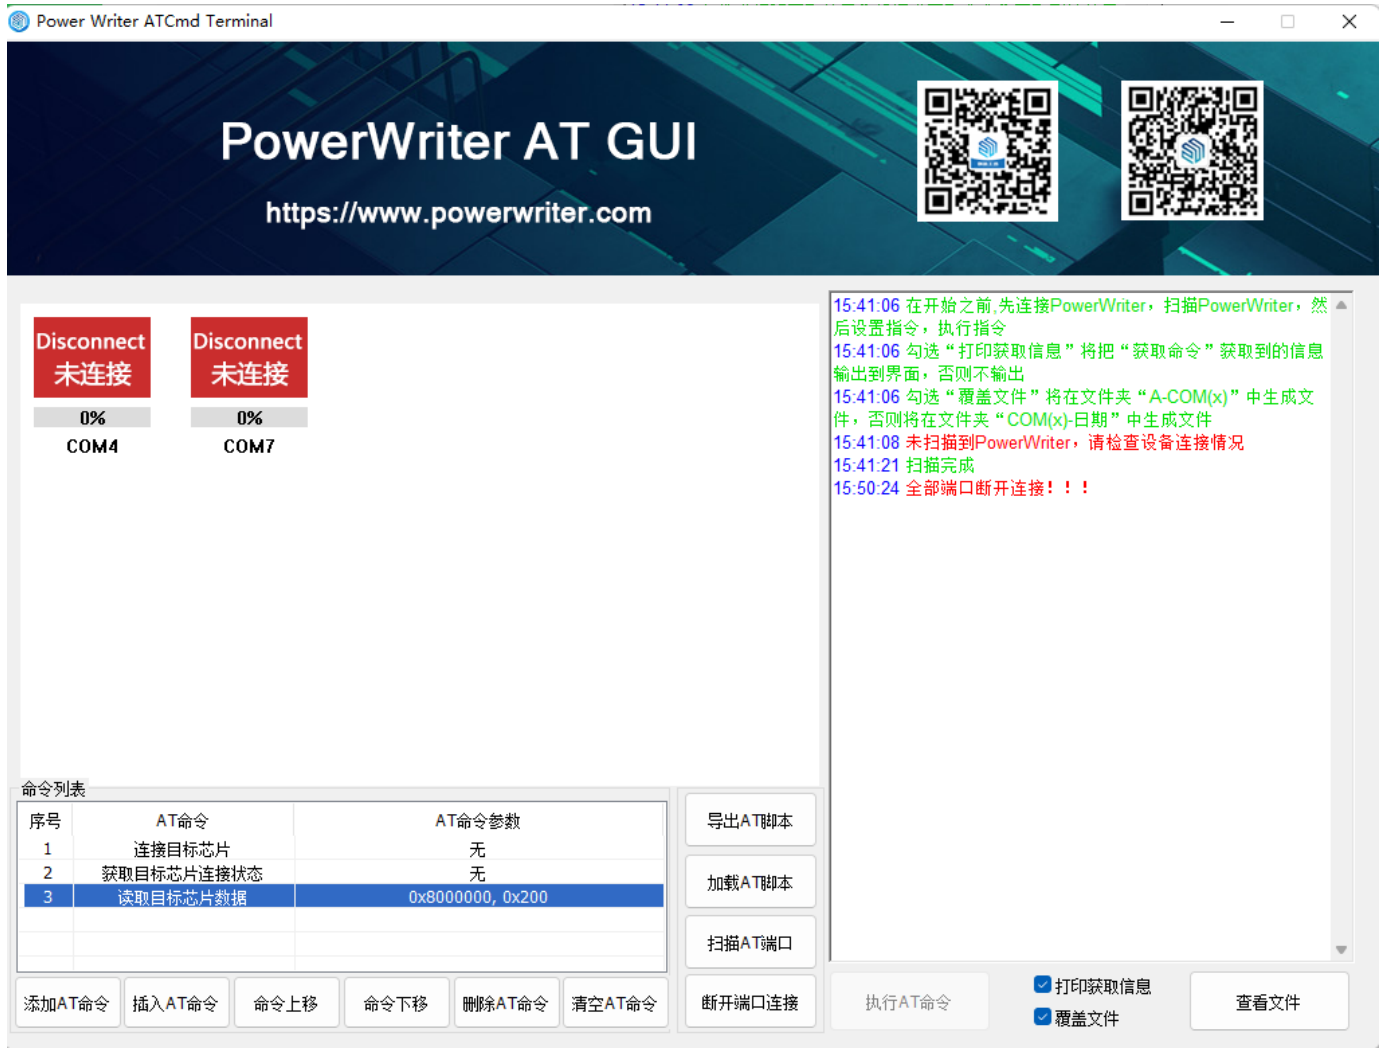 Power Writer ATCmd Terminal
PowerWriter AT GUI
https://www.powerwriter.com
Disconnect
未连接
0%
COM4
Disconnect
未连接
0%
COM7
15:41:06 在开始之前,先连接PowerWriter，扫描PowerWriter，然
后设置指令，执行指令
15:41:06 勾选“打印获取信息”将把“获取命令”获取到的信息
输出到界面，否则不输出
15:41:06 勾选“覆盖文件”将在文件夹“A-COM(x)”中生成文
件，否则将在文件夹“COM(x)-日期”中生成文件
15:41:08 未扫描到PowerWriter，请检查设备连接情况
15:41:21 扫描完成
15:50:24 全部端口断开连接！！！
命令列表
序号 AT命令 AT命令参数
1 连接目标芯片 无
2 获取目标芯片连接状态 无
3 读取目标芯片数据 0x8000000, 0x200
添加AT命令 插入AT命令 命令上移 命令下移 删除AT命令 清空AT命令
导出AT脚本
加载AT脚本
扫描AT端口
断开端口连接
执行AT命令
打印获取信息
覆盖文件
查看文件